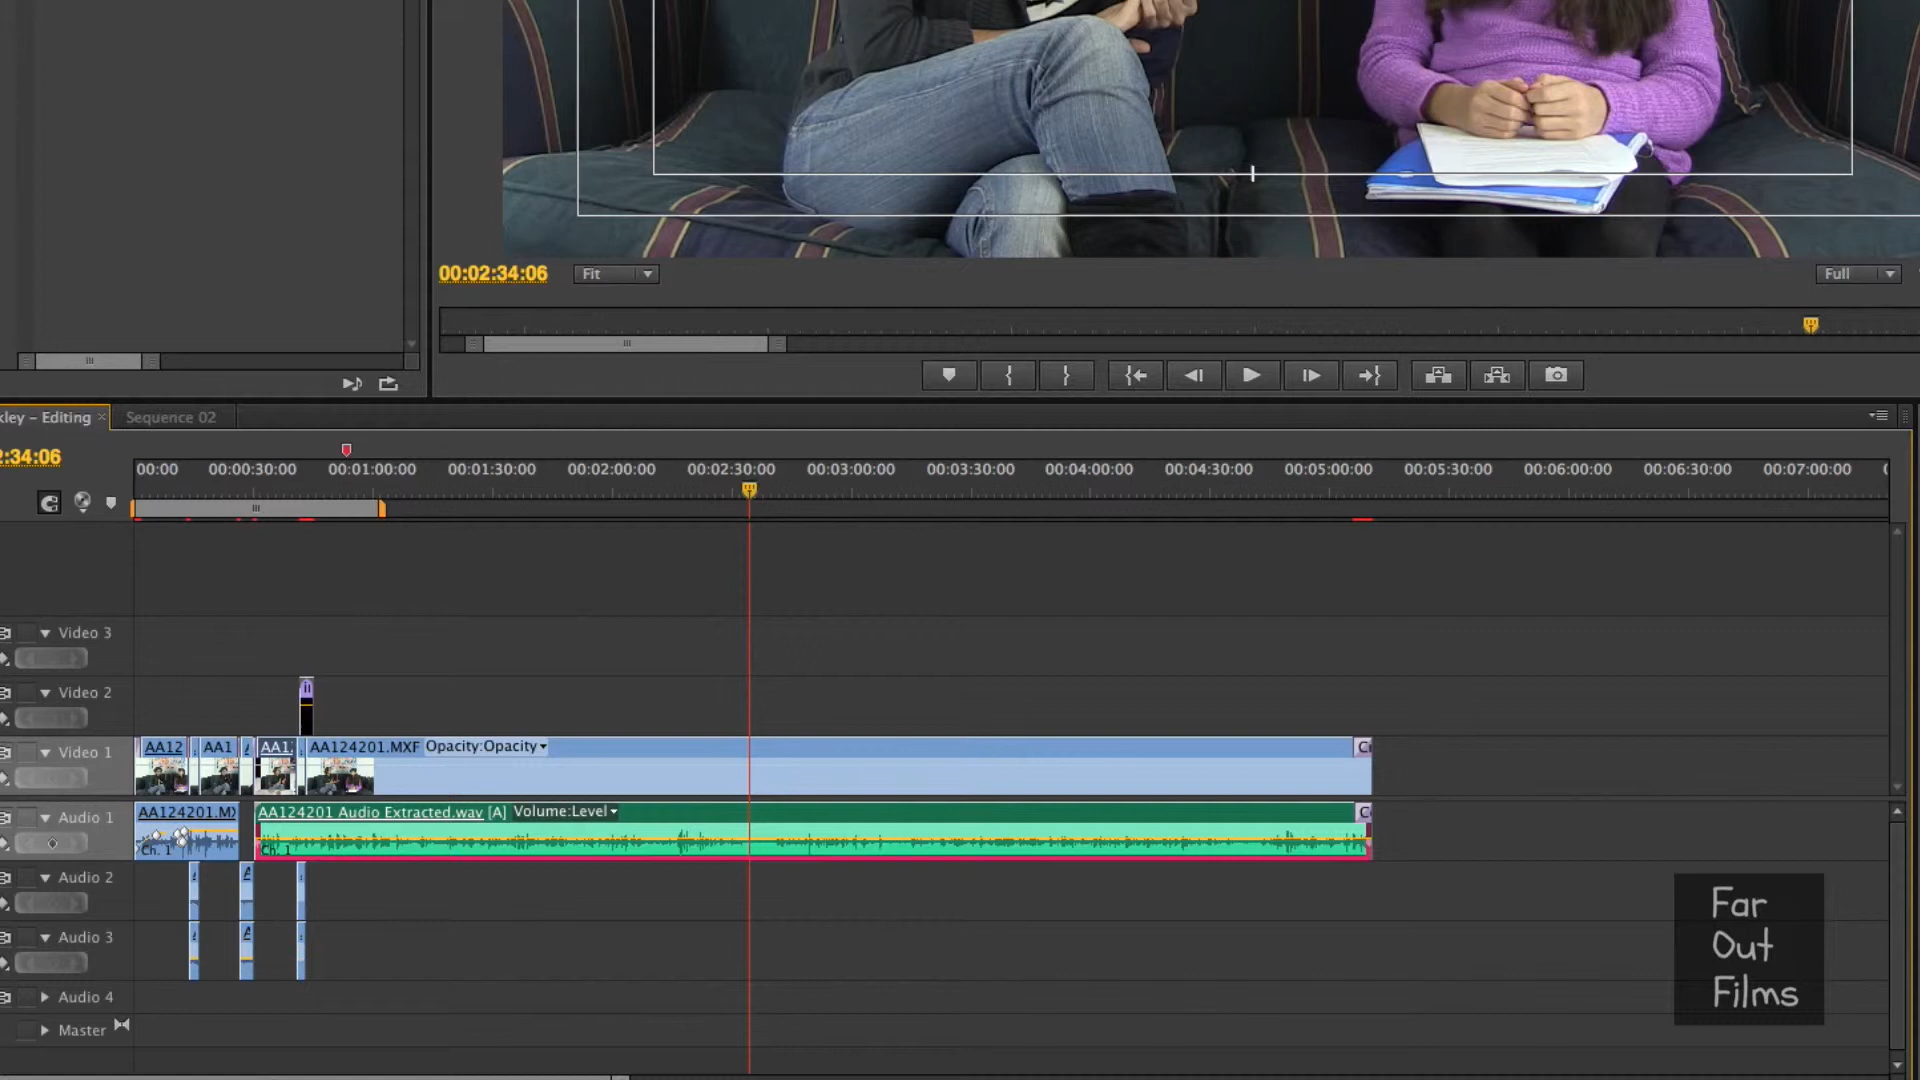 00:02:34:06
Fit
Full
kley – Editing
Sequence 02
2:34:06
00:00
00:00:30:00
00:01:00:00
00:01:30:00
00:02:00:00
00:02:30:00
00:03:00:00
00:03:30:00
00:04:00:00
00:04:30:00
00:05:00:00
00:05:30:00
00:06:00:00
00:06:30:00
00:07:00:00
Video 3
Video 2
Video 1
AA12
AA1
AA1
AA124201.MXF Opacity:Opacity
Audio 1
AA124201.MX
Ch. 1
AA124201 Audio Extracted.wav [A] Volume:Level
Ch. 1
Audio 2
Audio 3
Audio 4
Master
Far
Out
Films